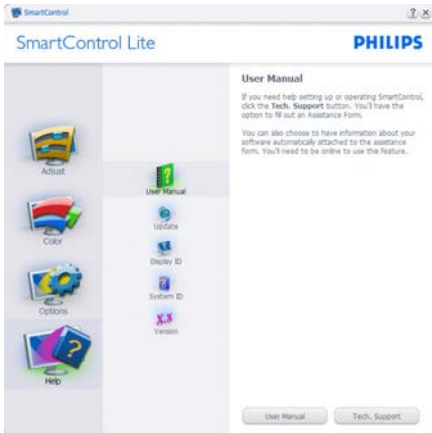 SmartControl
SmartControl Lite
PHILIPS
Adjust
Color
Options
Help
User Manual
Update
Display ID
System ID
X.X
Version
User Manual
If you need help setting up or operating SmartControl,
click the Tech. Support button. You'll have the
option to fill out an Assistance Form.
You can also choose to have information about your
software automatically attached to the assistance
form. You'll need to be online to use this feature.
User Manual
Tech. Support